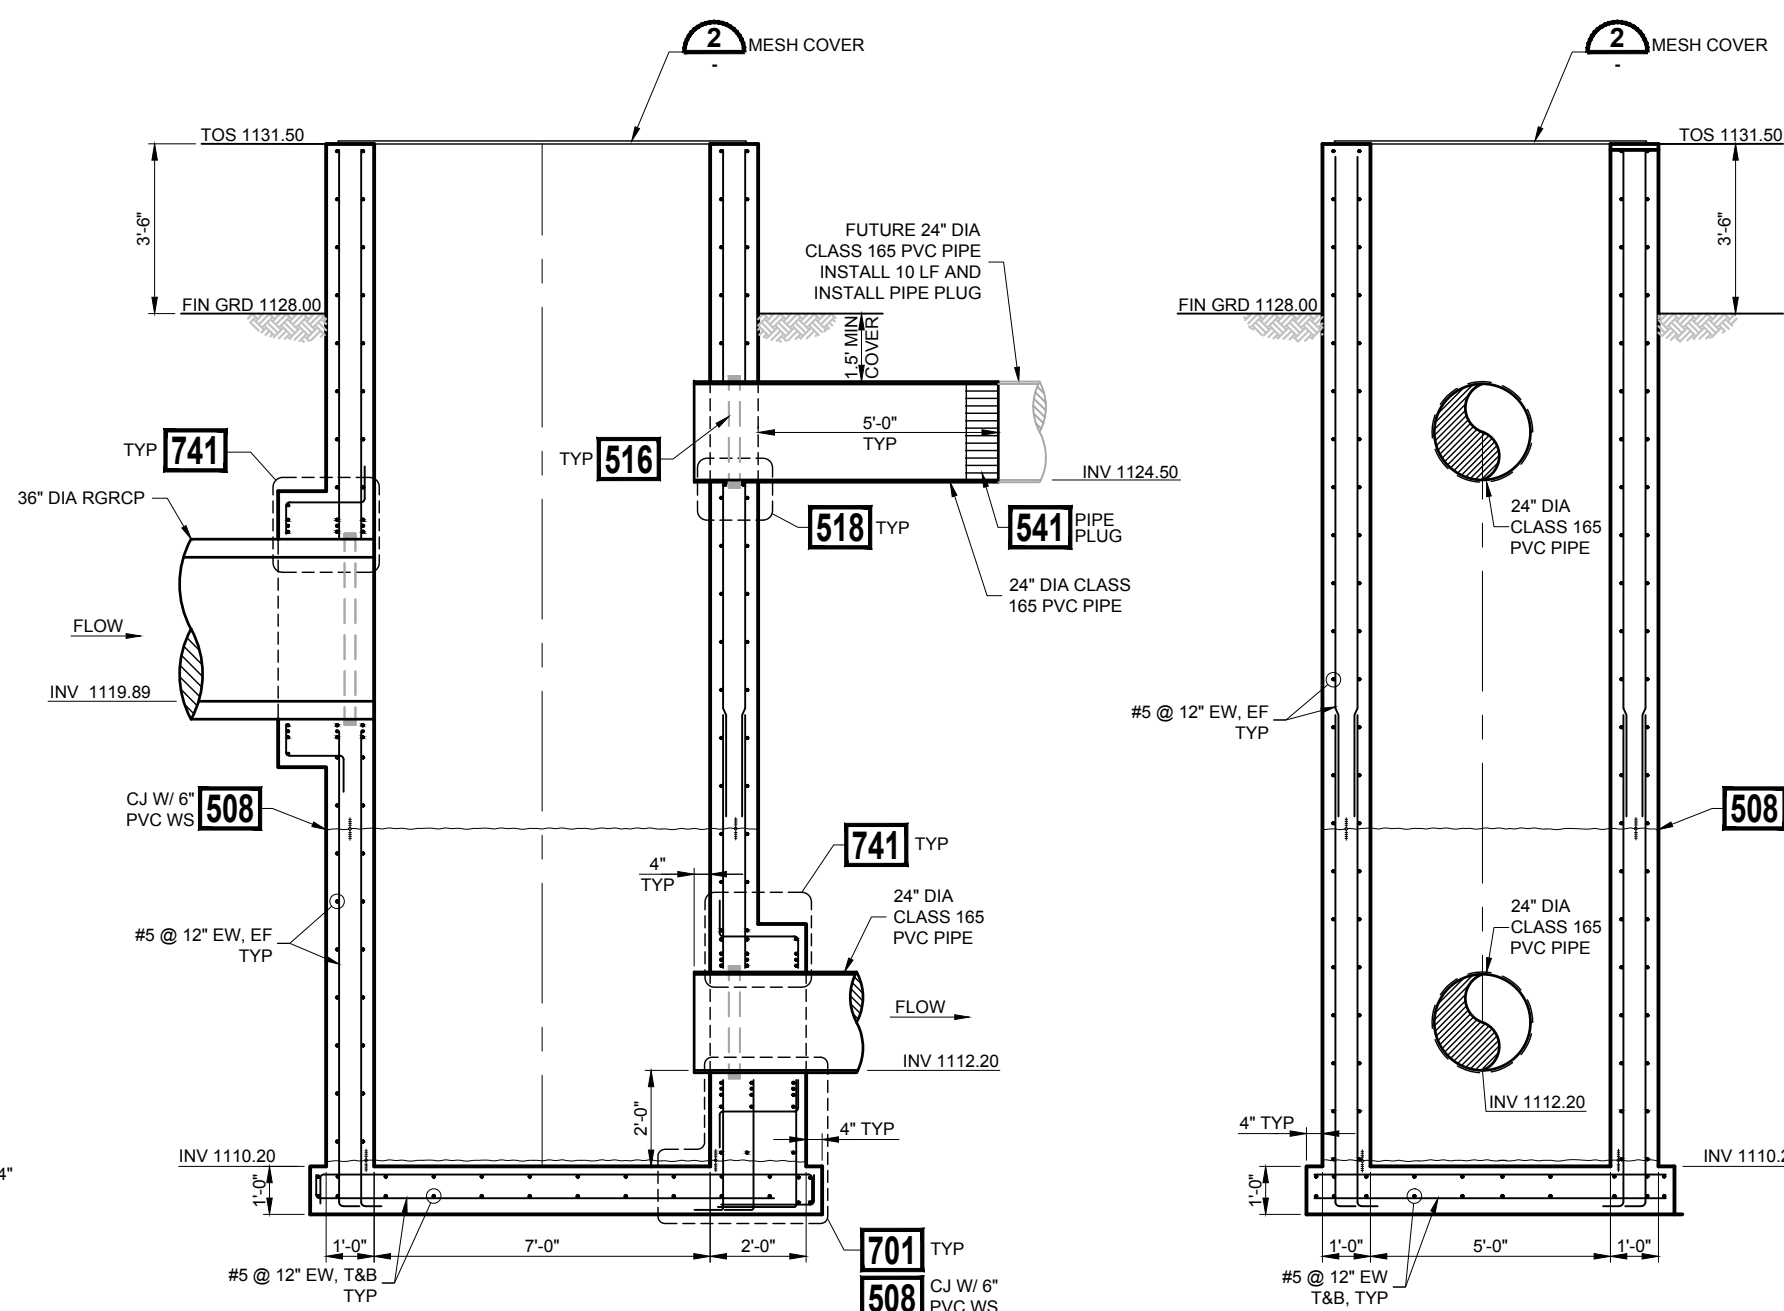 2
MESH COVER
-
TOS 1131.50
3'-6"
FIN GRD 1128.00
FUTURE 24" DIA
CLASS 165 PVC PIPE
INSTALL 10 LF AND
INSTALL PIPE PLUG
1.5' MIN
COVER
5'-0"
TYP
TYP 741
TYP 516
INV 1124.50
36" DIA RGRCP
518 TYP
541 PIPE
PLUG
24" DIA CLASS
165 PVC PIPE
FLOW
INV 1119.89
CJ W/ 6"
PVC WS
508
741 TYP
4"
TYP
24" DIA
CLASS 165
PVC PIPE
#5 @ 12" EW, EF
TYP
FLOW
INV 1112.20
2'-0"
4" TYP
INV 1110.20
4"
1'-0"
1'-0"
7'-0"
2'-0"
#5 @ 12" EW, T&B
TYP
701 TYP
508 CJ W/ 6"
PVC WS
2
MESH COVER
-
TOS 1131.50
3'-6"
FIN GRD 1128.00
24" DIA
CLASS 165
PVC PIPE
#5 @ 12" EW, EF
TYP
508
24" DIA
CLASS 165
PVC PIPE
INV 1112.20
4" TYP
INV 1110.2
1'-0"
1'-0"
5'-0"
1'-0"
#5 @ 12" EW
T&B, TYP